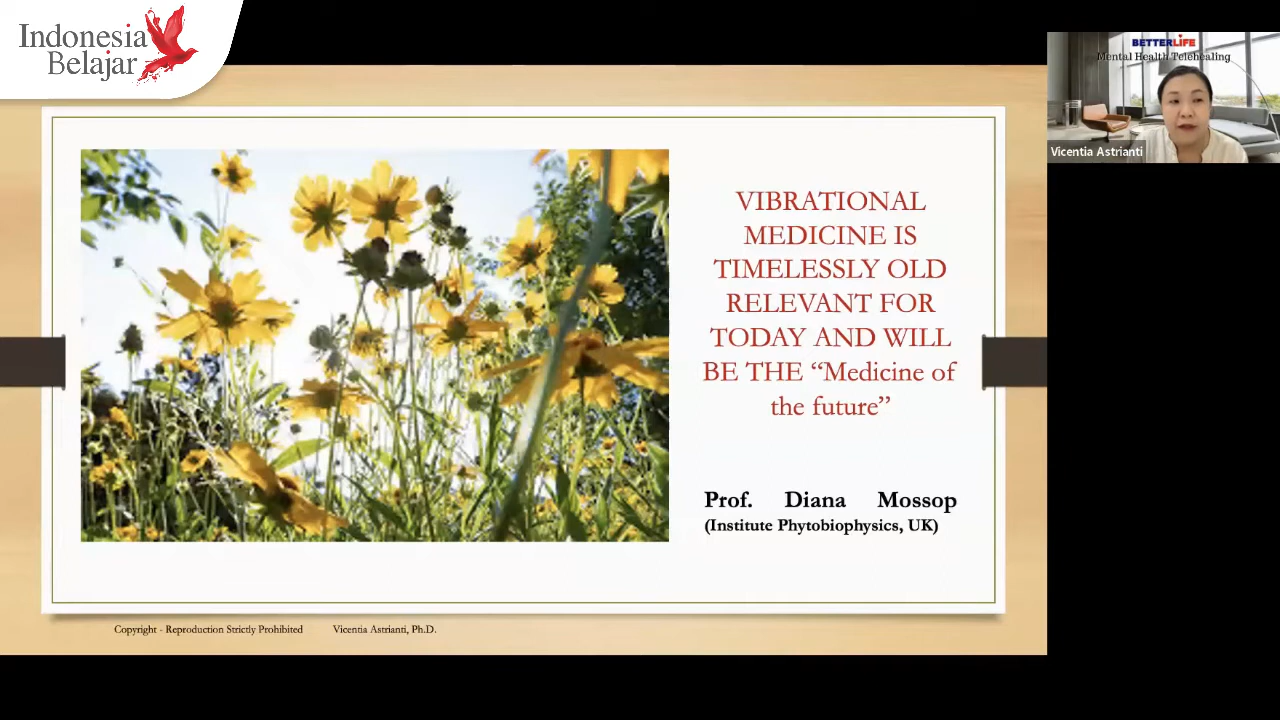 Indonesia
Belajar
BETTERLIFE
Mental Health Telehealing
Vicentia Astrianti
VIBRATIONAL
MEDICINE IS
TIMELESSLY OLD
RELEVANT FOR
TODAY AND WILL
BE THE “Medicine of
the future”
Prof. Diana Mossop
(Institute Phytobiophysics, UK)
Copyright - Reproduction Strictly Prohibited Vicentia Astrianti, Ph.D.